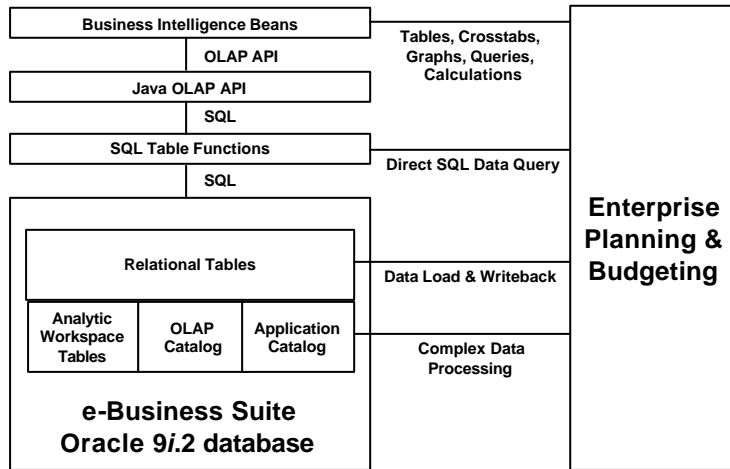 Business Intelligence Beans
OLAP API
Java OLAP API
SQL
SQL Table Functions
SQL
Relational Tables
Analytic
Workspace
Tables
OLAP
Catalog
Application
Catalog
e-Business Suite
Oracle 9i.2 database
Tables, Crosstabs,
Graphs, Queries,
Calculations
Direct SQL Data Query
Data Load & Writeback
Complex Data
Processing
Enterprise
Planning &
Budgeting